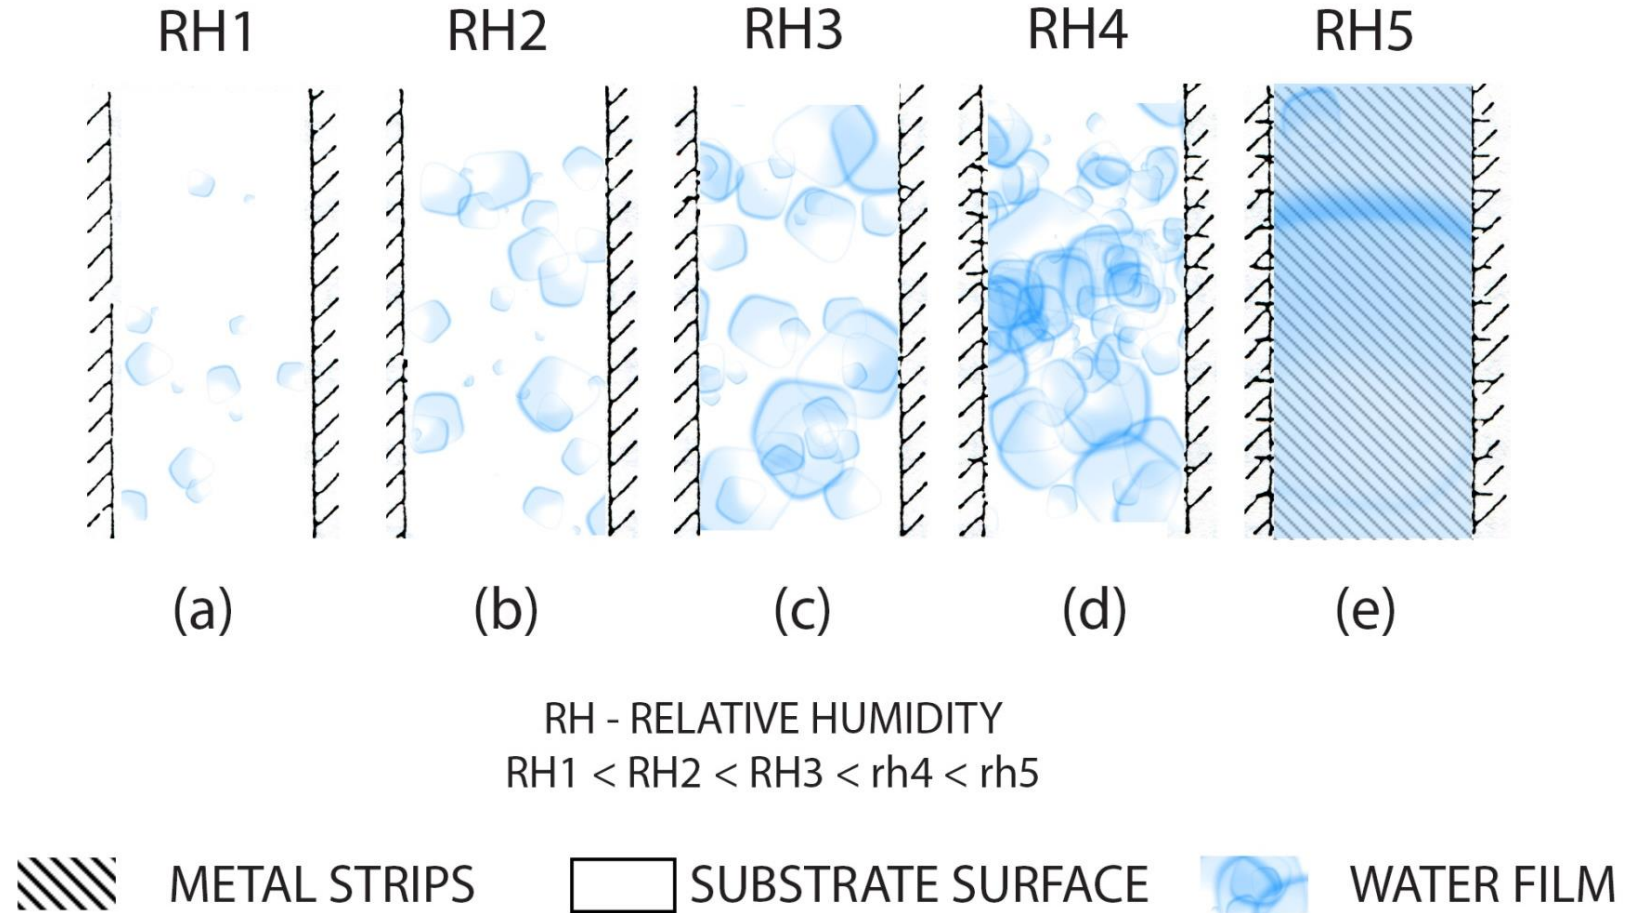 RH1 RH2 RH3 RH4 RH5
(a) (b) (c) (d) (e)
RH - RELATIVE HUMIDITY
RH1 < RH2 < RH3 < rh4 < rh5
METAL STRIPS SUBSTRATE SURFACE WATER FILM